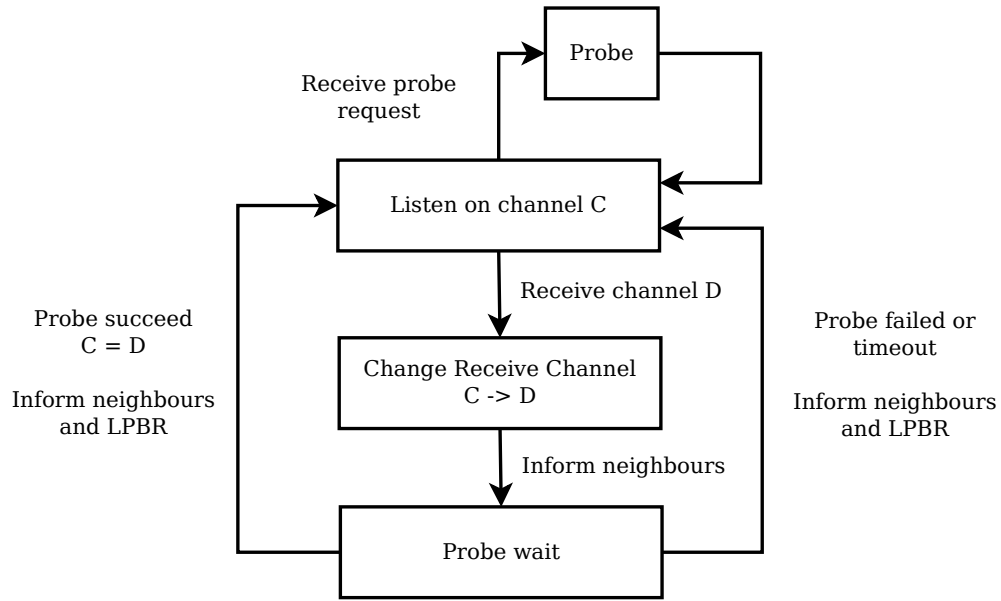 Probe
Receive probe
request
Listen on channel C
Receive channel D
Probe succeed
C = D
Inform neighbours
and LPBR
Change Receive Channel
C -> D
Probe failed or
timeout
Inform neighbours
and LPBR
Inform neighbours
Probe wait